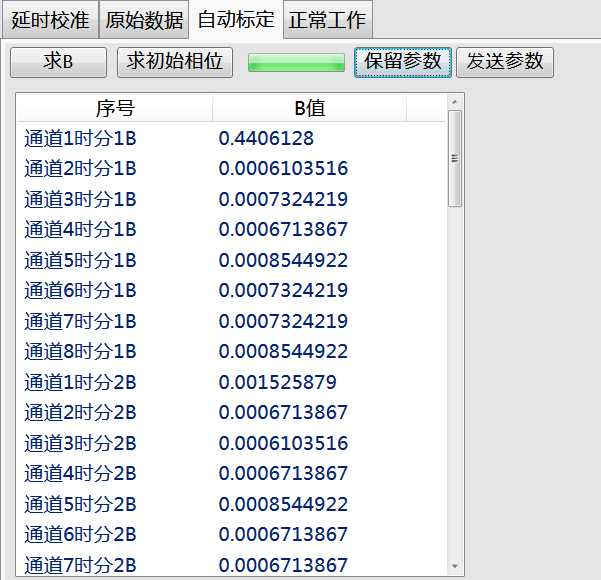 延时校准 原始数据 自动标定 正常工作
求B 求初始相位 保留参数 发送参数
序号 B值
通道1时分1B 0.4406128
通道2时分1B 0.0006103516
通道3时分1B 0.0007324219
通道4时分1B 0.0006713867
通道5时分1B 0.0008544922
通道6时分1B 0.0007324219
通道7时分1B 0.0007324219
通道8时分1B 0.0008544922
通道1时分2B 0.001525879
通道2时分2B 0.0006713867
通道3时分2B 0.0006103516
通道4时分2B 0.0006713867
通道5时分2B 0.0008544922
通道6时分2B 0.0006713867
通道7时分2B 0.0006713867